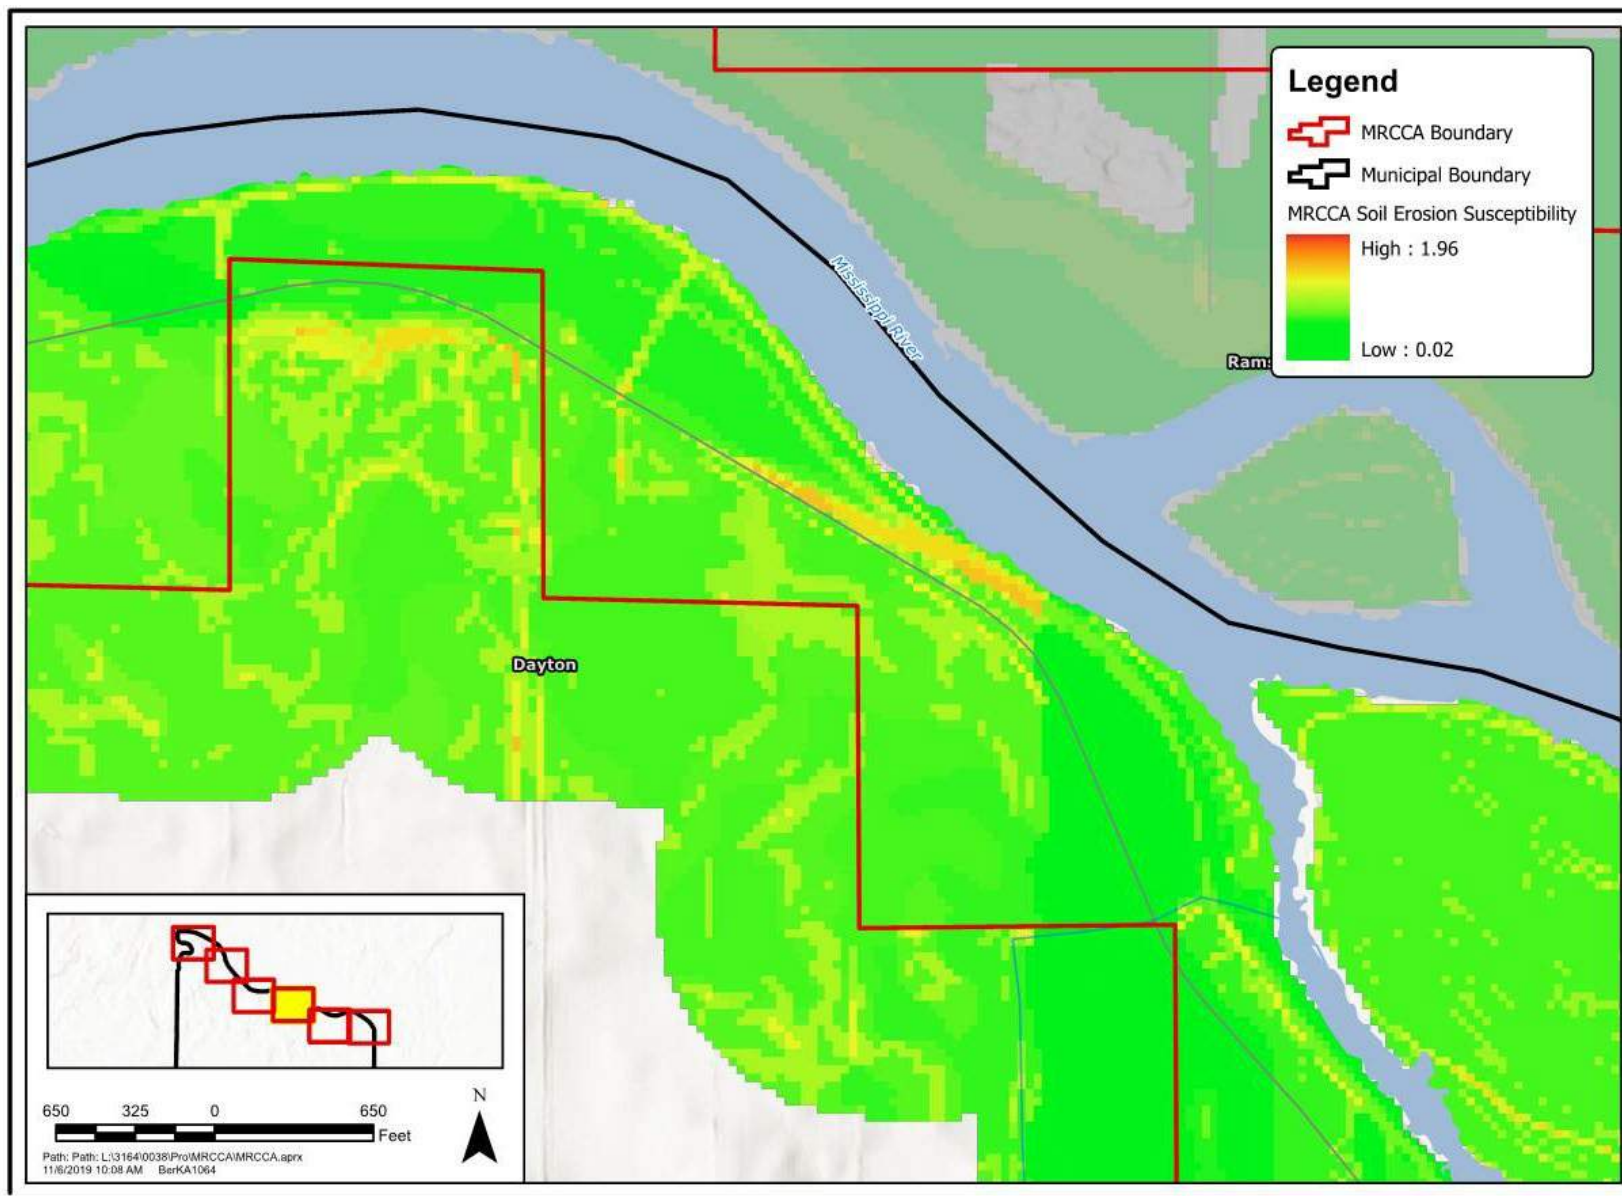 Legend
MRCCA Boundary
Municipal Boundary
MRCCA Soil Erosion Susceptibility
High : 1.96
Low : 0.02
Mississippi River
Rams
Dayton
650 325 0 650
Feet
N
Path: Path: L:\3164\0038\Pro\MRCCA\MRCCA.aprx
11/6/2019 10:08 AM BerKA1064